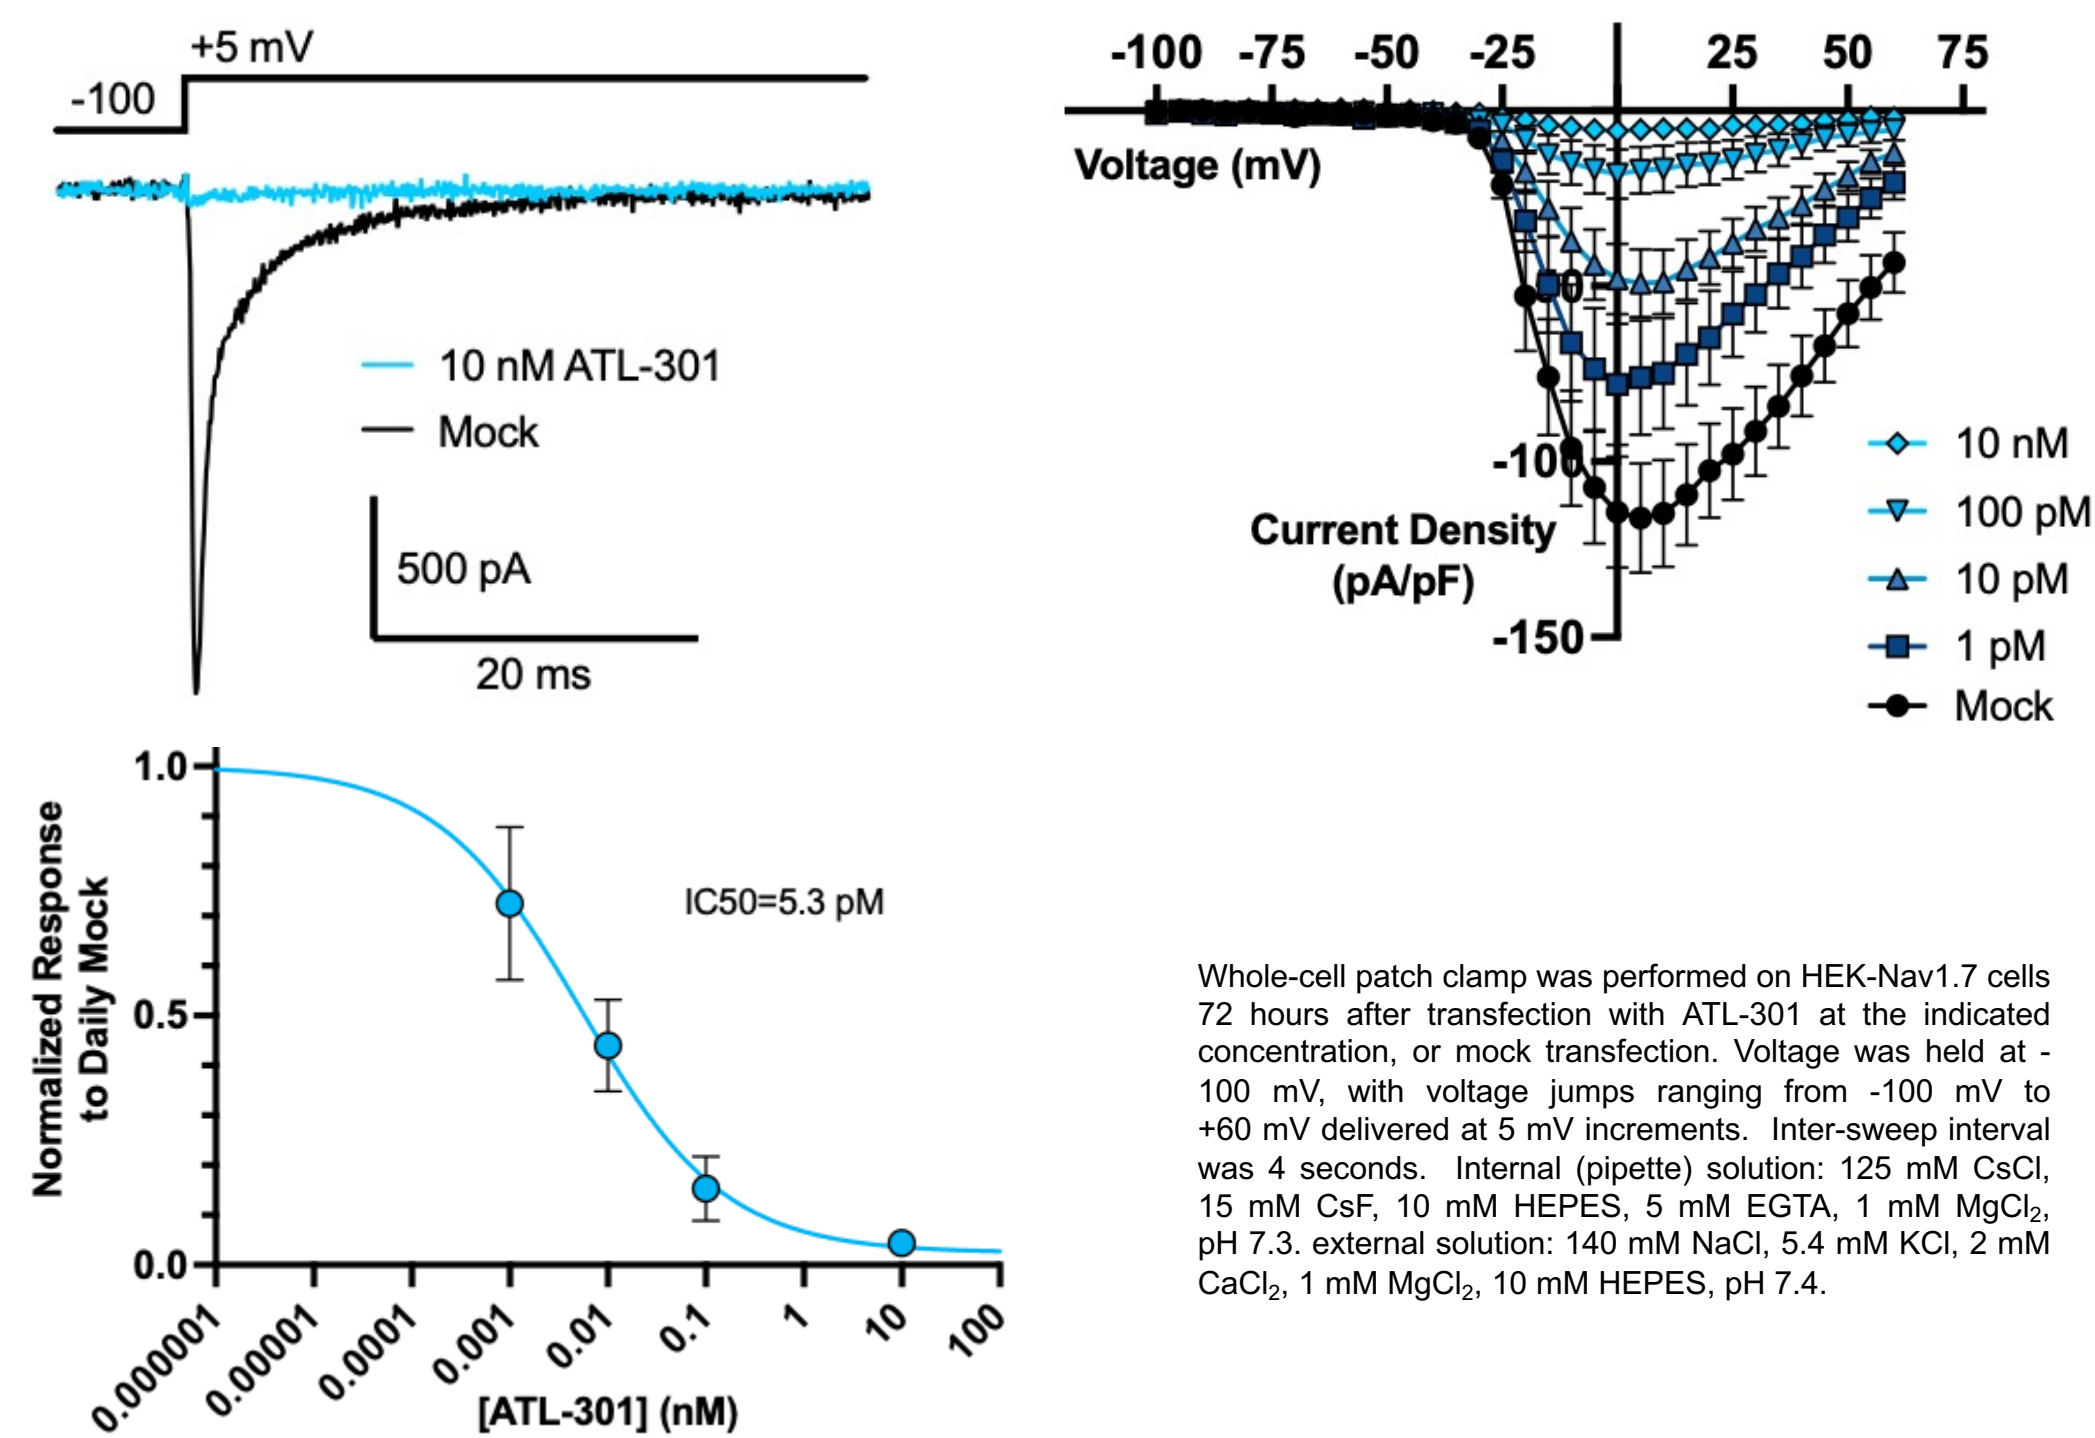 +5 mV
-100
10 nM ATL-301
Mock
500 pA
20 ms
-100 -75 -50 -25 25 50 75
Voltage (mV)
-100
Current Density
(pA/pF)
-150
10 nM
100 pM
10 pM
1 pM
Mock
1.0
0.5
0.0
Normalized Response
to Daily Mock
IC50=5.3 pM
0.0000001 0.00001 0.0001 0.001 0.01 0.1 1 10 100
[ATL-301] (nM)
Whole-cell patch clamp was performed on HEK-Nav1.7 cells
72 hours after transfection with ATL-301 at the indicated
concentration, or mock transfection. Voltage was held at -
100 mV, with voltage jumps ranging from -100 mV to
+60 mV delivered at 5 mV increments. Inter-sweep interval
was 4 seconds. Internal (pipette) solution: 125 mM CsCl,
15 mM CsF, 10 mM HEPES, 5 mM EGTA, 1 mM MgCl₂,
pH 7.3. external solution: 140 mM NaCl, 5.4 mM KCl, 2 mM
CaCl₂, 1 mM MgCl₂, 10 mM HEPES, pH 7.4.